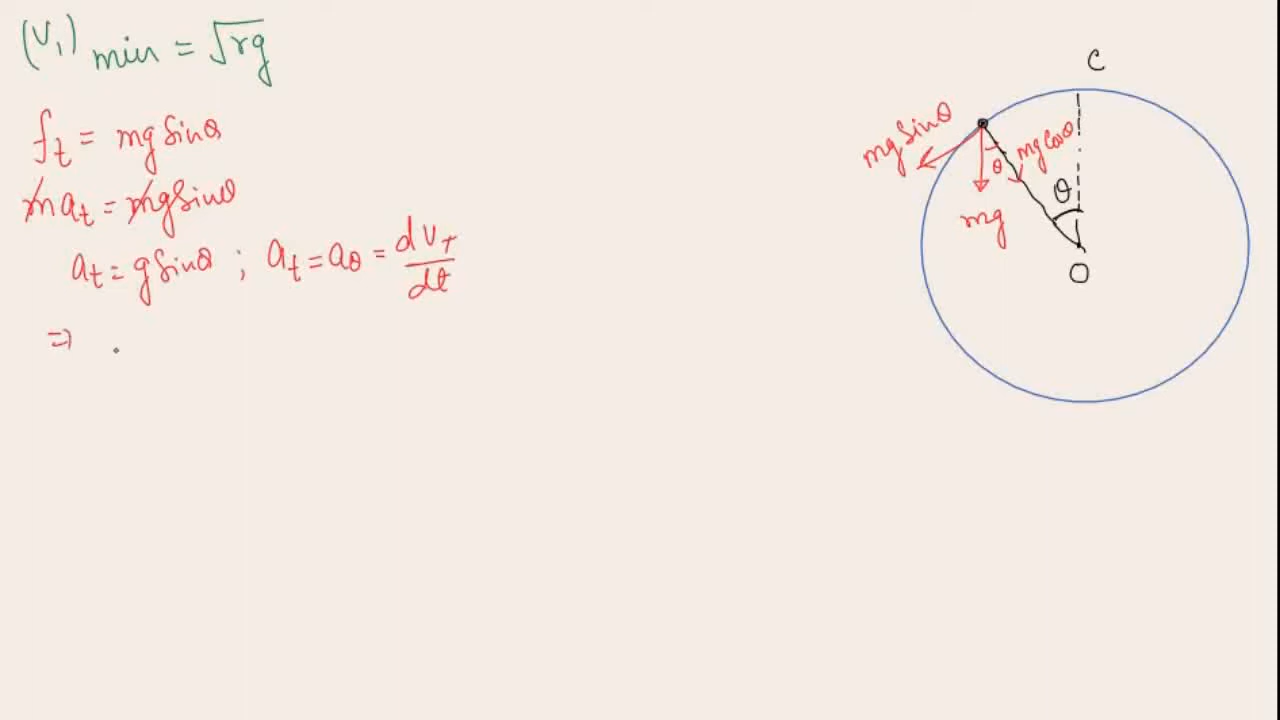 (V₁) min = √rg
f_t = mg Sinθ
m a_t = mg Sinθ
a_t = g Sinθ ; a_t = a_θ = dV_T/dt
⇒ .
C
mg Sinθ
mg cosθ
θ
θ
mg
O